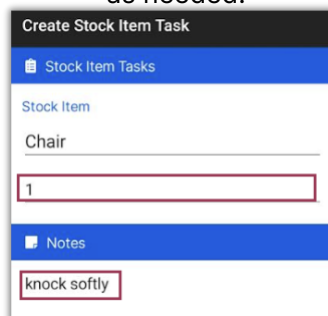 as needed.
Create Stock Item Task
Stock Item Tasks
Stock Item
Chair
1
Notes
knock softly